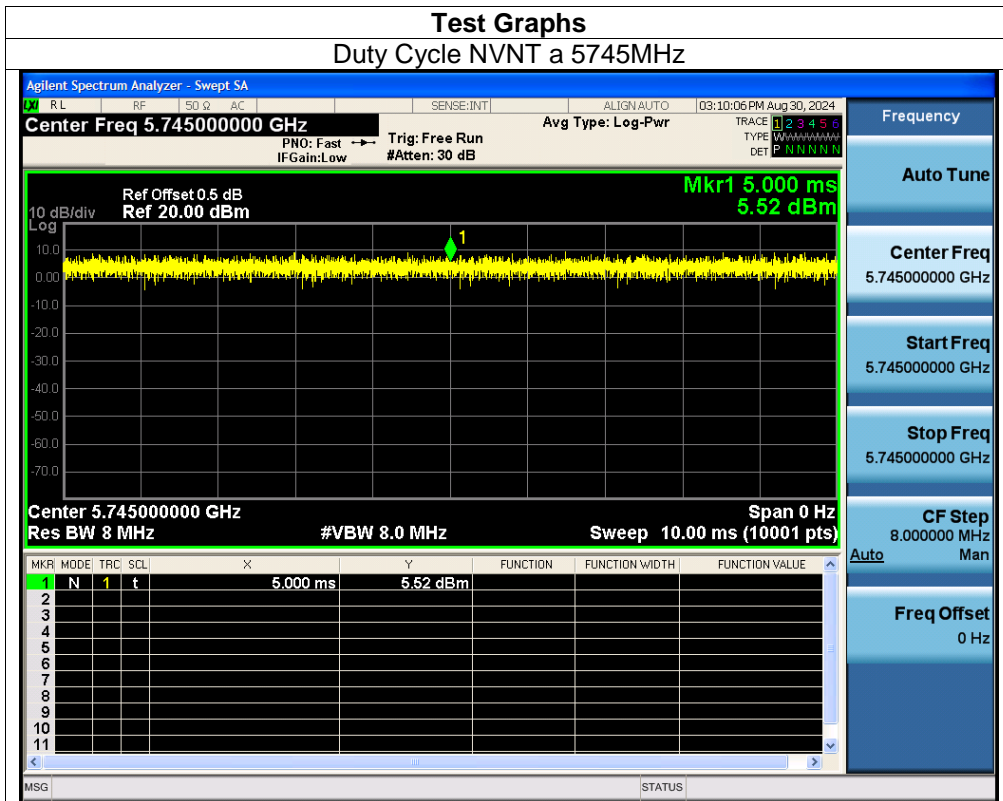 Test Graphs
Duty Cycle NVNT a 5745MHz
Agilent Spectrum Analyzer - Swept SA
LXI RL RF 50 Ω AC SENSE:INT ALIGN AUTO 03:10:06 PM Aug 30, 2024
Center Freq 5.745000000 GHz
PNO: Fast
IFGain:Low
Trig: Free Run
#Atten: 30 dB
Avg Type: Log-Pwr
TRACE 1 2 3 4 5 6
TYPE WWWWWW
DET P N N N N N
Ref Offset 0.5 dB
10 dB/div Ref 20.00 dBm
Log
Mkr1 5.000 ms
5.52 dBm
1
10.0
0.00
-10.0
-20.0
-30.0
-40.0
-50.0
-60.0
-70.0
Center 5.745000000 GHz Span 0 Hz
Res BW 8 MHz #VBW 8.0 MHz Sweep 10.00 ms (10001 pts)
MKR MODE TRC SCL X Y FUNCTION FUNCTION WIDTH FUNCTION VALUE
1 N 1 t 5.000 ms 5.52 dBm
2
3
4
5
6
7
8
9
10
11
MSG STATUS
Frequency
Auto Tune
Center Freq
5.745000000 GHz
Start Freq
5.745000000 GHz
Stop Freq
5.745000000 GHz
CF Step
8.000000 MHz
Auto Man
Freq Offset
0 Hz